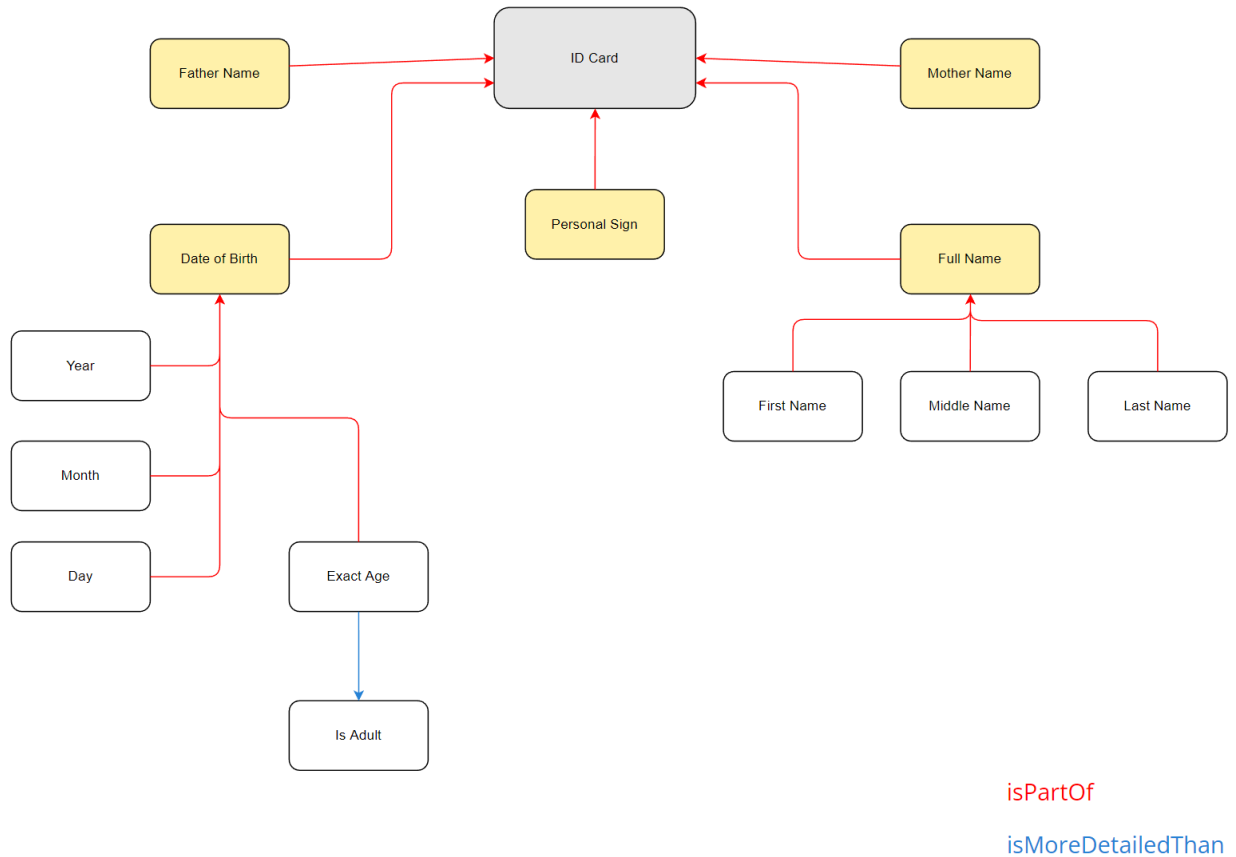 ID Card
Father Name
Mother Name
Personal Sign
Date of Birth
Full Name
Year
First Name
Middle Name
Last Name
Month
Day
Exact Age
Is Adult
isPartOf
isMoreDetailedThan